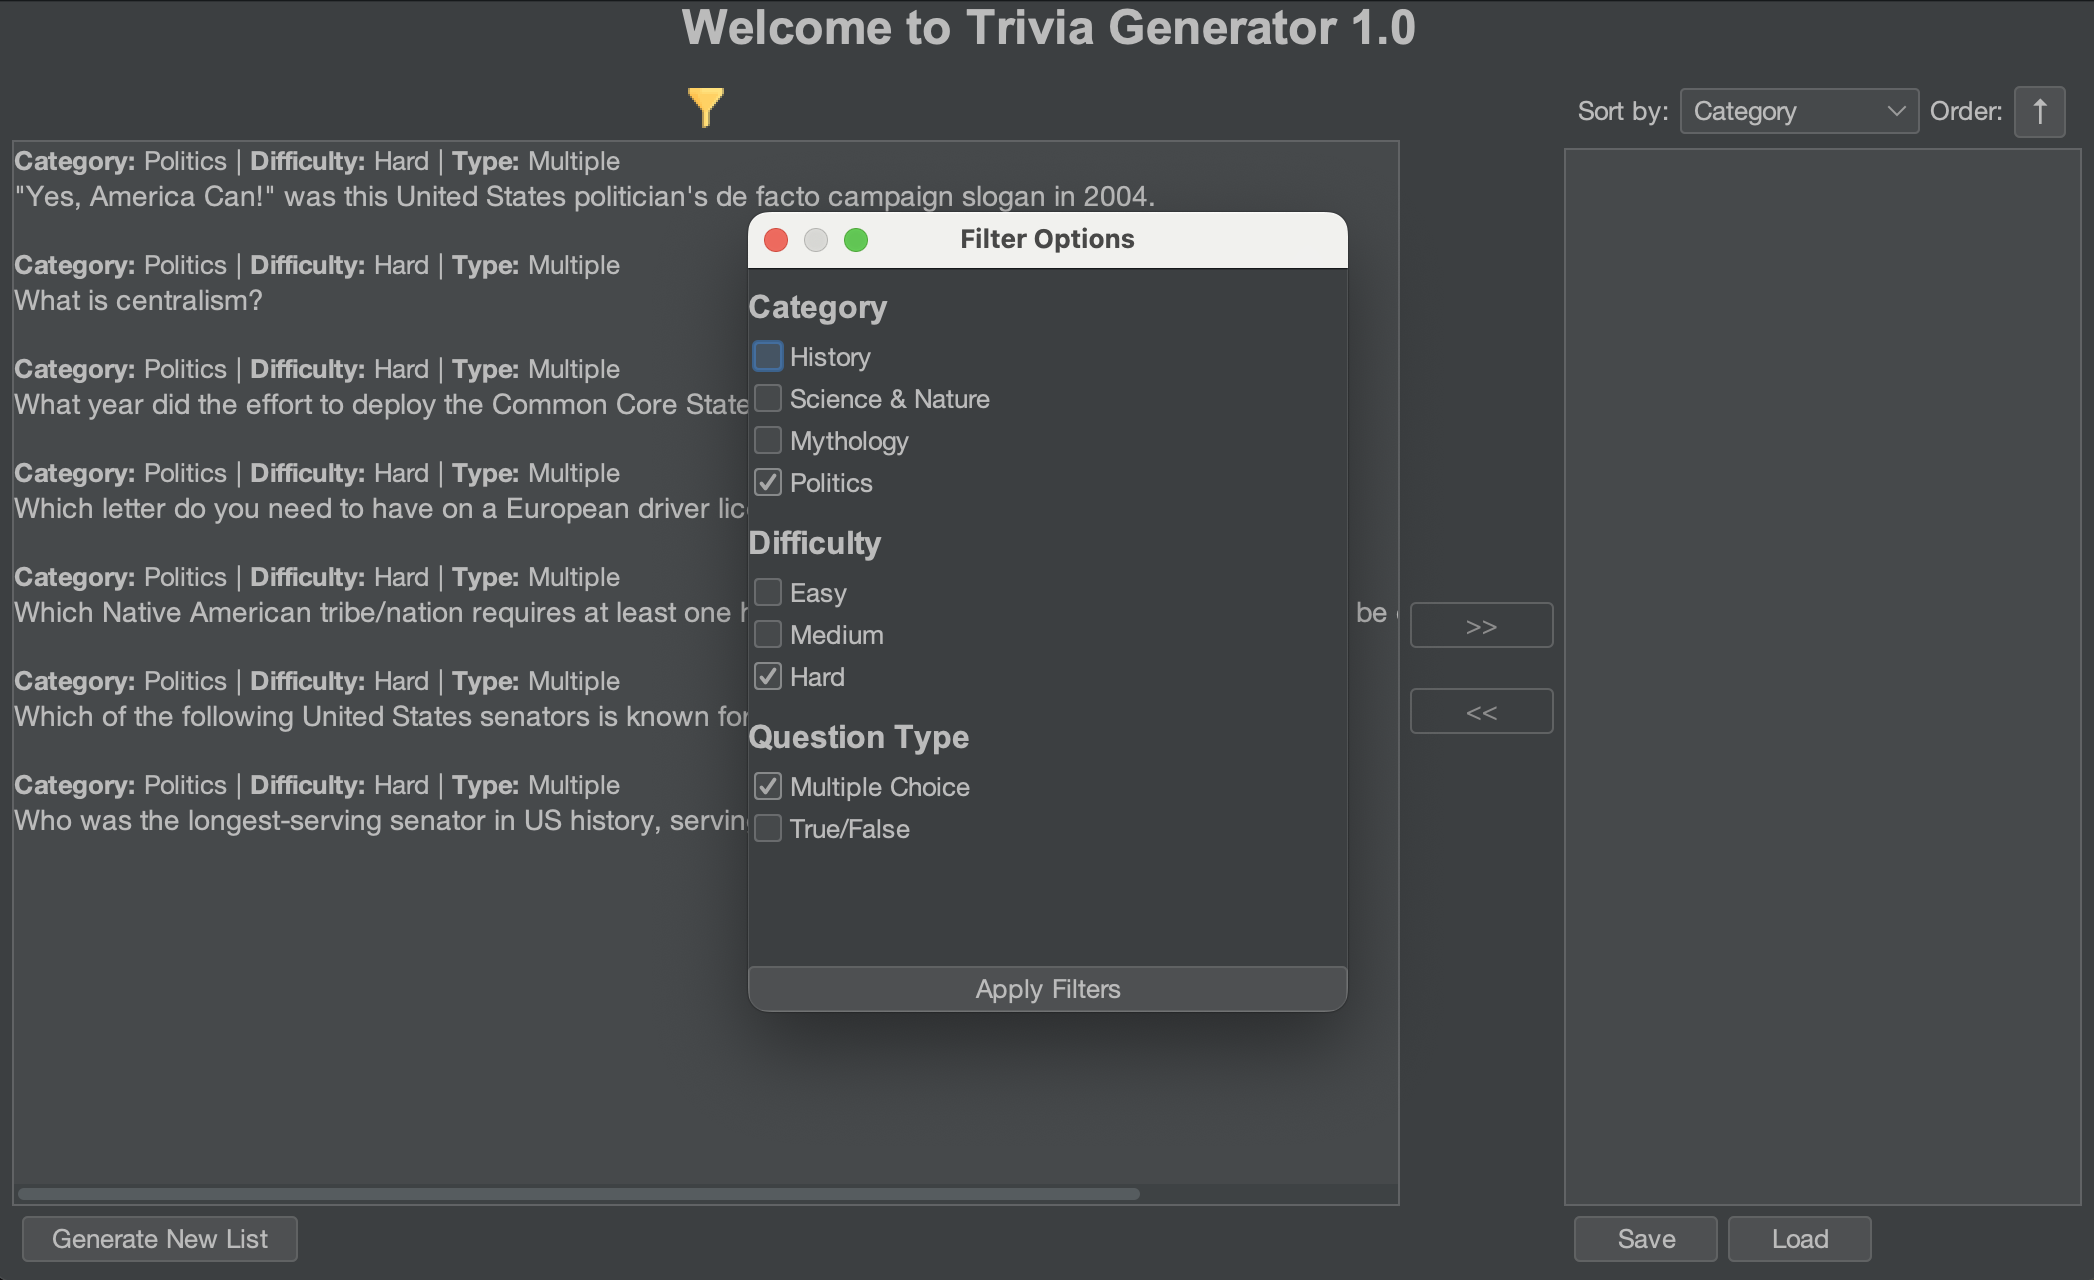 Welcome to Trivia Generator 1.0
Sort by: Category Order: ↑
Category: Politics | Difficulty: Hard | Type: Multiple
"Yes, America Can!" was this United States politician's de facto campaign slogan in 2004.
Category: Politics | Difficulty: Hard | Type: Multiple
What is centralism?
Category: Politics | Difficulty: Hard | Type: Multiple
What year did the effort to deploy the Common Core State
Category: Politics | Difficulty: Hard | Type: Multiple
Which letter do you need to have on a European driver
Category: Politics | Difficulty: Hard | Type: Multiple
Which Native American tribe/nation requires at least one be
Category: Politics | Difficulty: Hard | Type: Multiple
Which of the following United States senators is known for
Category: Politics | Difficulty: Hard | Type: Multiple
Who was the longest-serving senator in US history,
Filter Options
Category
History
Science & Nature
Mythology
Politics
Difficulty
Easy
Medium
Hard
Question Type
Multiple Choice
True/False
Apply Filters
>>
<<
Generate New List
Save
Load